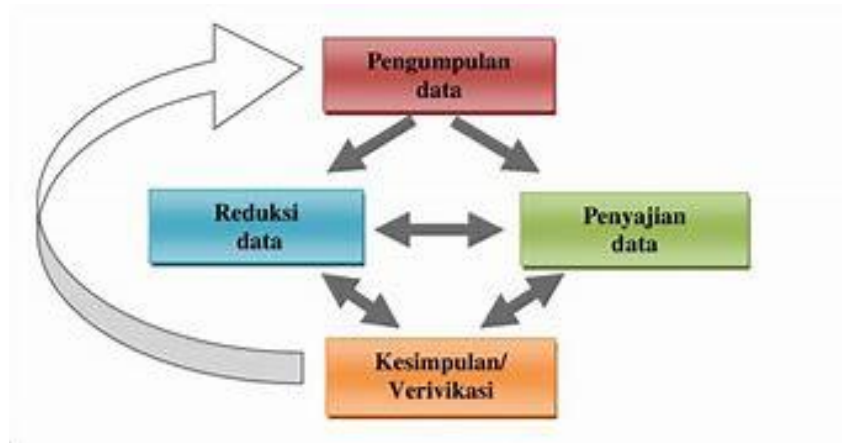 Pengumpulan
data
Reduksi
data
Penyajian
data
Kesimpulan/
Verivikasi